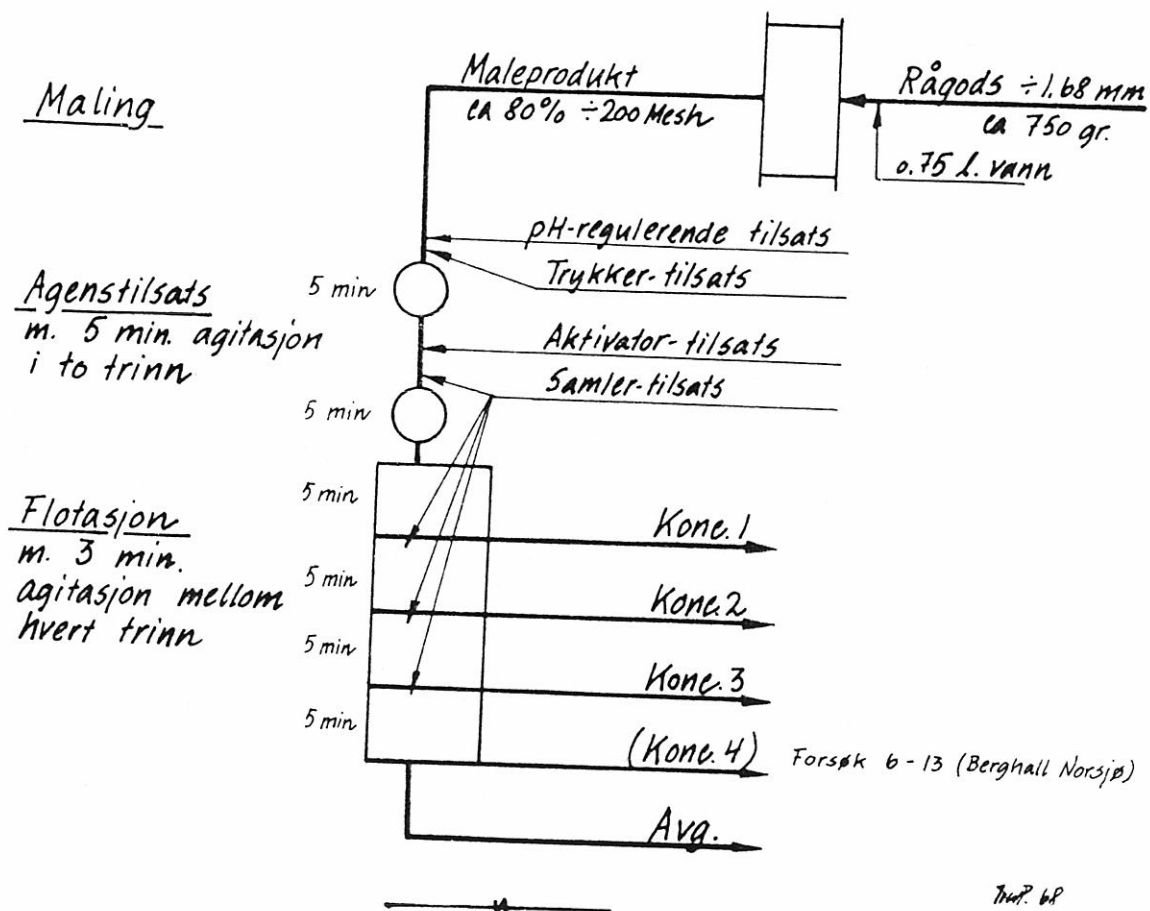 Maling
Maleprodukt
ca 80% ÷200 Mesh
Rågods ÷1.68 mm
ca 750 gr.
0.75 l. vann
pH-regulerende tilsats
Trykker-tilsats
Agenstilsats
m. 5 min. agitasjon
i to trinn
5 min
Aktivator-tilsats
Samler-tilsats
5 min
Flotasjon
m. 3 min.
agitasjon mellom
hvert trinn
5 min
Konc. 1
5 min
Konc. 2
5 min
Konc. 3
5 min
(Konc. 4)
Forsøk 6-13 (Berghall Norsjø)
Avg.
68